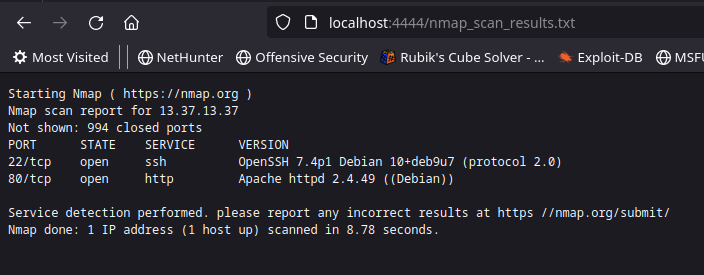 localhost:4444/nmap_scan_results.txt
Most Visited NetHunter Offensive Security Rubik's Cube Solver - ... Exploit-DB MSFU
Starting Nmap ( https://nmap.org )
Nmap scan report for 13.37.13.37
Not shown: 994 closed ports
PORT STATE SERVICE VERSION
22/tcp open ssh OpenSSH 7.4p1 Debian 10+deb9u7 (protocol 2.0)
80/tcp open http Apache httpd 2.4.49 ((Debian))
Service detection performed. please report any incorrect results at https //nmap.org/submit/
Nmap done: 1 IP address (1 host up) scanned in 8.78 seconds.